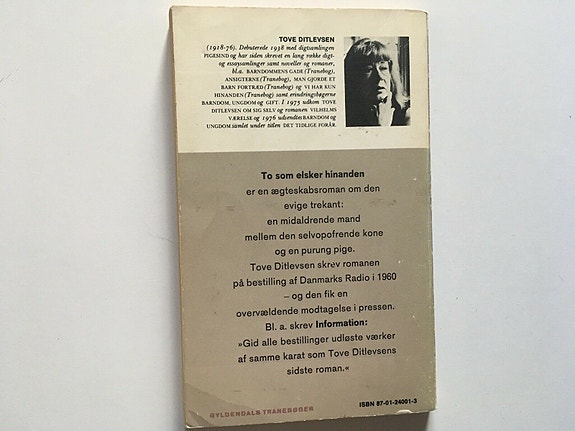 TOVE DITLEVSEN
(1918-76). Debuterede 1938 med digtsamlingen
PIGESIND og har siden skrevet en lang række digt-
og essaysamlinger samt noveller og romaner,
bl.a. BARNDOMMENS GADE (Tranebog),
ANSIGTERNE (Tranebog), MAN GJORDE ET
BARN FORTRÆD (Tranebog) og VI HAR KUN
HINANDEN (Tranebog) samt erindringsbøgerne
BARNDOM, UNGDOM og GIFT. I 1975 udkom TOVE
DITLEVSEN OM SIG SELV og romanen VILHELMS
VÆRELSE og 1976 udsendtes BARNDOM og
UNGDOM samlet under titlen DET TIDLIGE FORÅR
To som elsker hinanden
er en ægteskabsroman om den
evige trekant:
en midaldrende mand
mellem den selvopofrende kone
og en purung pige.
Tove Ditlevsen skrev romanen
på bestilling af Danmarks Radio i 1960
– og den fik en
overvældende modtagelse i pressen.
Bl. a. skrev Information:
»Gid alle bestillinger udløste værker
af samme karat som Tove Ditlevsens
sidste roman.«
GYLDENDALS TRANEBØGER
ISBN 87-01-24001-3